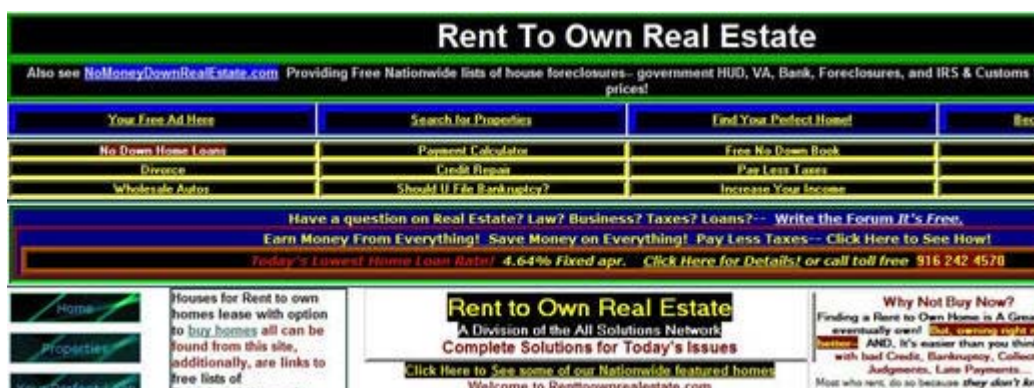 Rent To Own Real Estate
Also see NoMoneyDownRealEstate.com Providing Free Nationwide lists of house foreclosures-- government HUD, VA, Bank, Foreclosures, and IRS & Customs
prices!
Your Free Ad Here Search for Properties Find Your Perfect Home!
No Down Home Loans Payment Calculator Free No Down Book
Divorce Credit Repair Pay Less Taxes
Wholesale Autos Should U File Bankruptcy? Increase Your Income
Have a question on Real Estate? Law? Business? Taxes? Loans?-- Write the Forum It's Free.
Earn Money From Everything! Save Money on Everything! Pay Less Taxes-- Click Here to See How!
Today's Lowest Home Loan Rate! 4.64% Fixed apr. Click Here for Details! or call toll free 916 242 4570
Home
Properties
Houses for Rent to own
homes lease with option
to buy homes all can be
found from this site,
additionally, are links to
free lists of
Rent to Own Real Estate
A Division of the All Solutions Network
Complete Solutions for Today's Issues
Click Here to See some of our Nationwide featured homes
Welcome to Renttoownrealestate.com
Why Not Buy Now?
Finding a Rent to Own Home is A
eventually own! But, owning right
better-- AND, It's easier than you
with bad Credit, Bankruptcy,
Judgments, Late Payments
Most who rent, do so because they